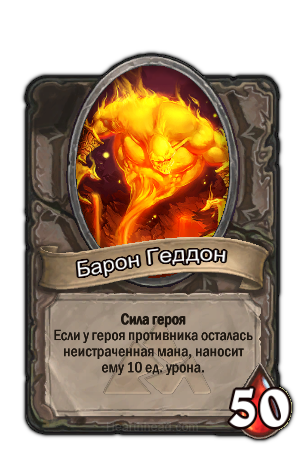 Барон Геддон
Сила героя
Если у героя противника осталась
неистраченная мана, наносит
ему 10 ед. урона.
50